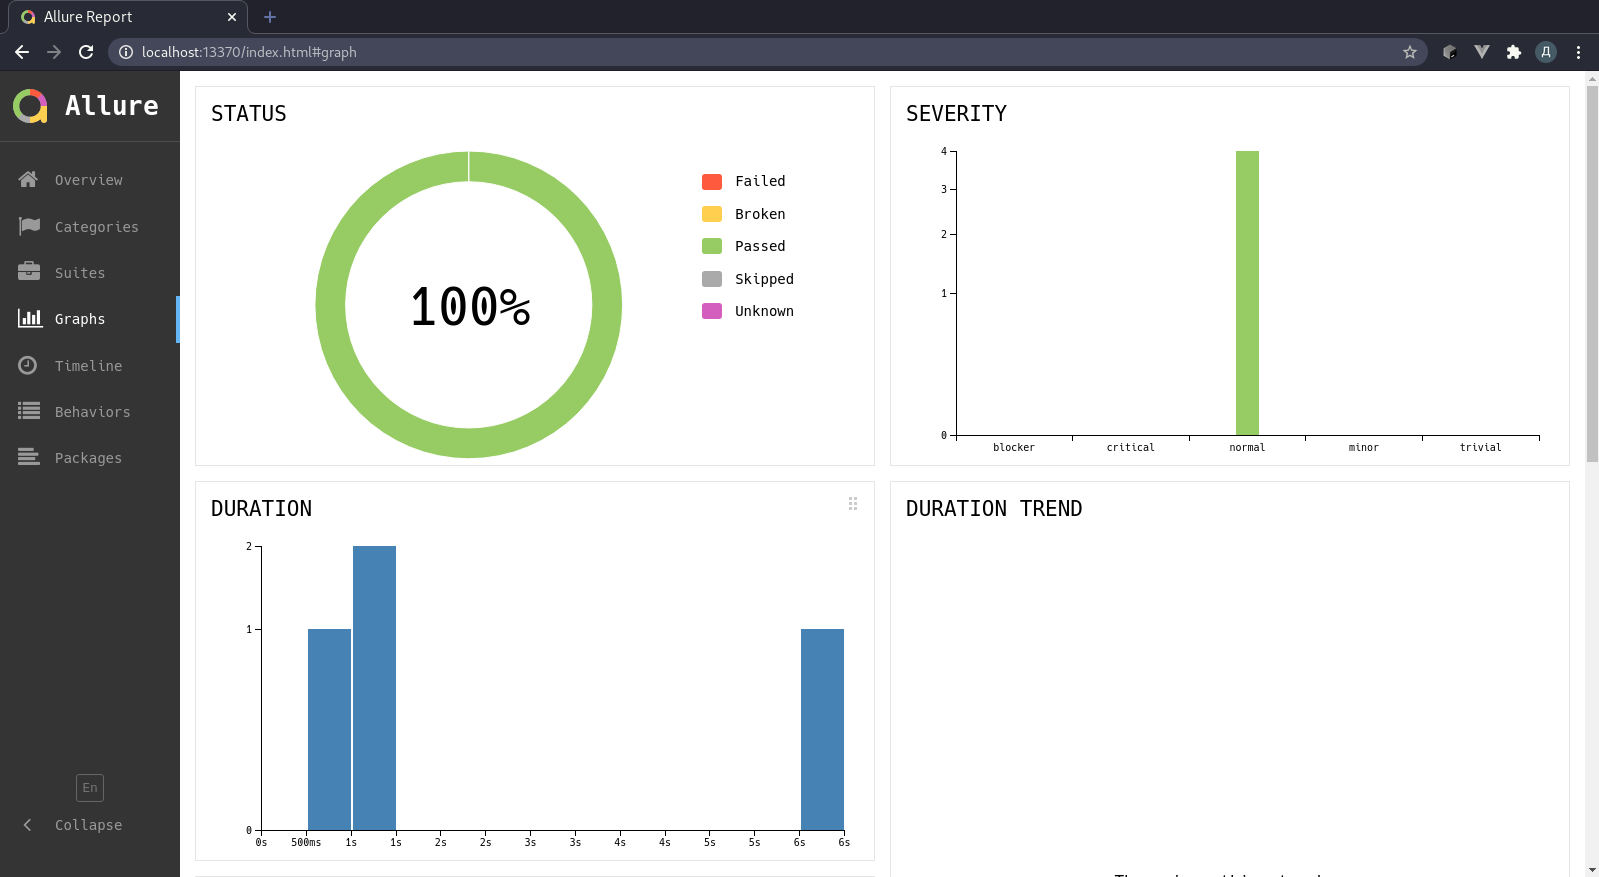 Allure Report
localhost:13370/index.html#graph
Д
Allure
Overview
Categories
Suites
Graphs
Timeline
Behaviors
Packages
En
Collapse
STATUS
100%
Failed
Broken
Passed
Skipped
Unknown
SEVERITY
4
3
2
1
0
blocker critical normal minor trivial
DURATION
2
1
0
0s 500ms 1s 1s 2s 2s 3s 3s 4s 4s 5s 5s 6s 6s
DURATION TREND